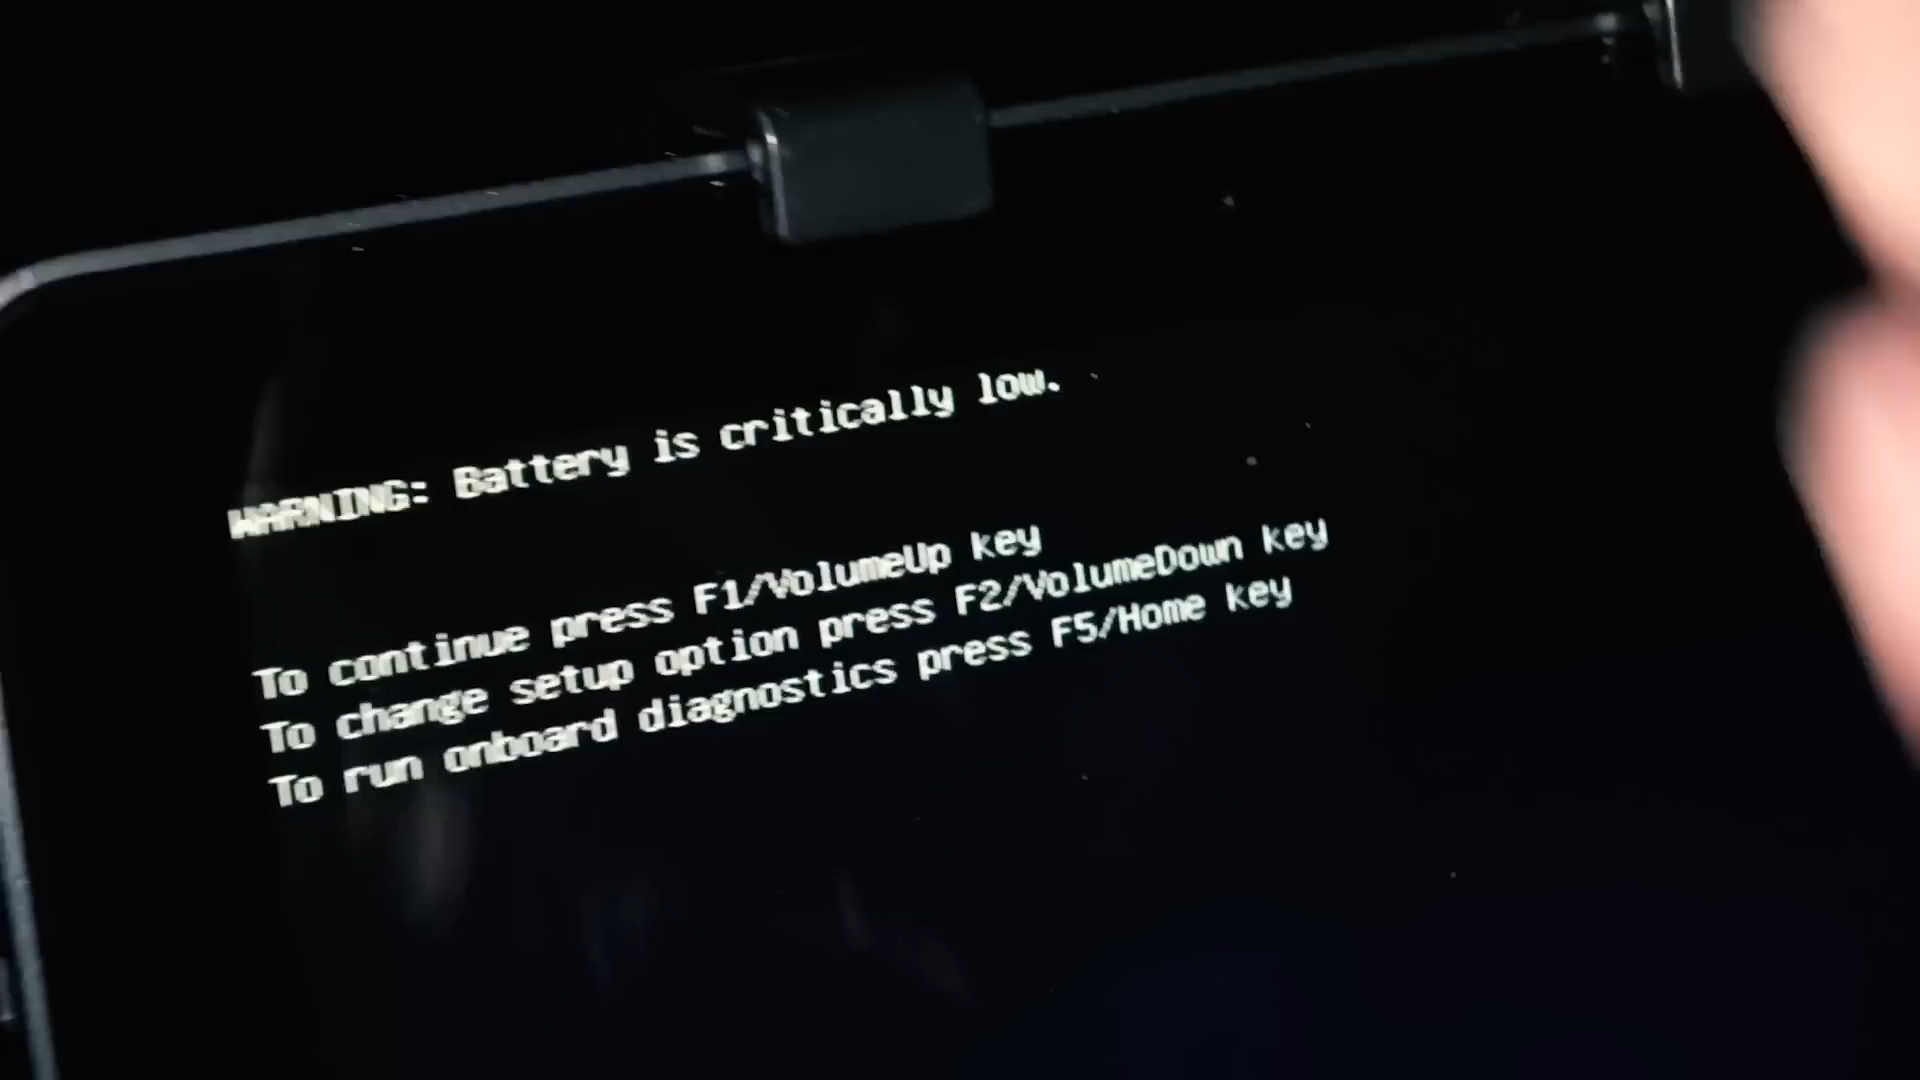 WARNING: Battery is critically low.
To continue press F1/VolumeUp key
To change setup option press F2/VolumeDown key
To run onboard diagnostics press F5/Home key